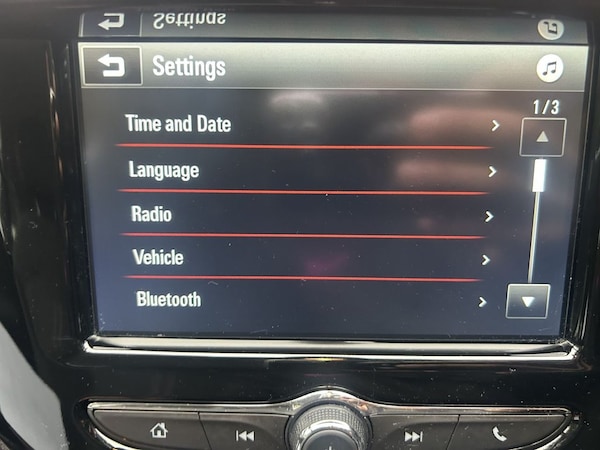 Settings
Settings
1/3
Time and Date
Language
Radio
Vehicle
Bluetooth